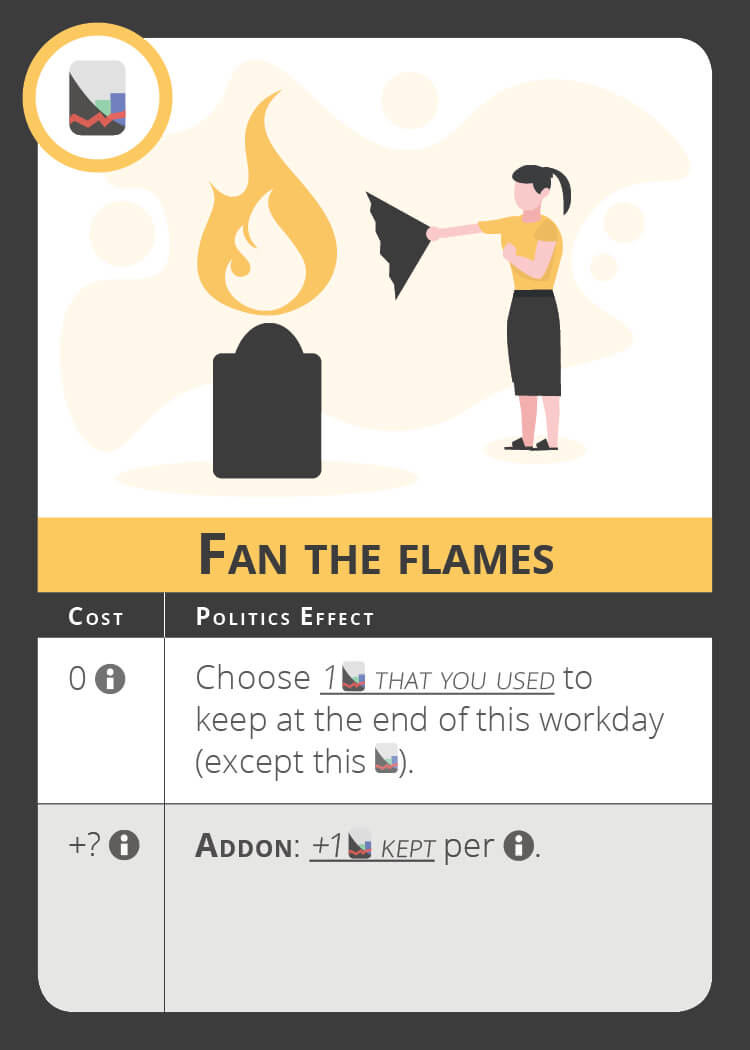 Fan the flames
Cost Politics Effect
0 Choose 1 that you used to
keep at the end of this workday
(except this ).
+? Addon: +1 kept per .